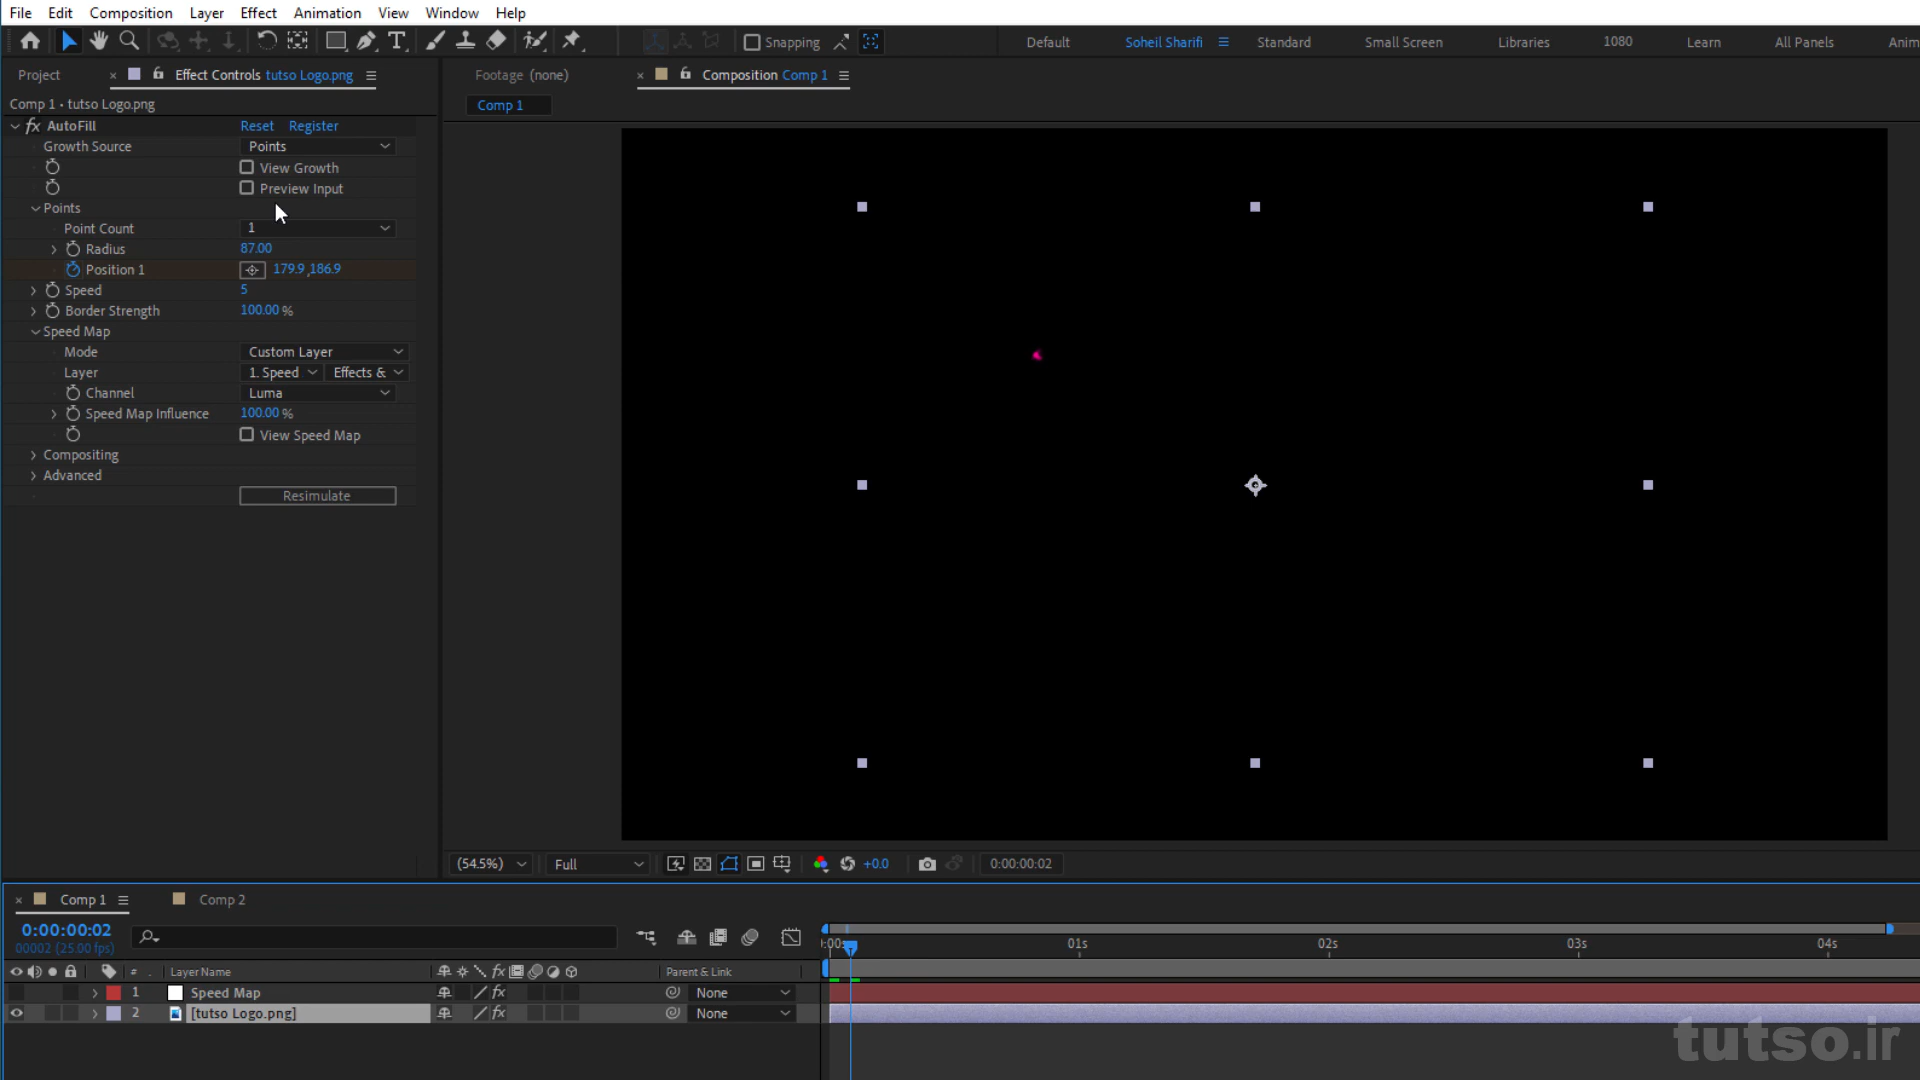 File Edit Composition Layer Effect Animation View Window Help
Snapping Default Soheil Sharifi Standard Small Screen Libraries 1080 Learn All Panels Anim
Project × Effect Controls tutso Logo.png
Footage (none) × Composition Comp 1
Comp 1 • tutso Logo.png
Comp 1
fx AutoFill Reset Register
Growth Source Points
View Growth
Preview Input
Points
Point Count 1
Radius 87.00
Position 1 179.9,186.9
Speed 5
Border Strength 100.00 %
Speed Map
Mode Custom Layer
Layer 1. Speed Effects &
Channel Luma
Speed Map Influence 100.00 %
View Speed Map
Compositing
Advanced
Resimulate
(54.5%) Full +0.0 0:00:00:02
× Comp 1 Comp 2
0:00:00:02
00002 (25.00 fps)
:00s 01s 02s 03s 04s
# Layer Name fx Parent & Link
1 Speed Map fx None
2 [tutso Logo.png] fx None
tutso.ir